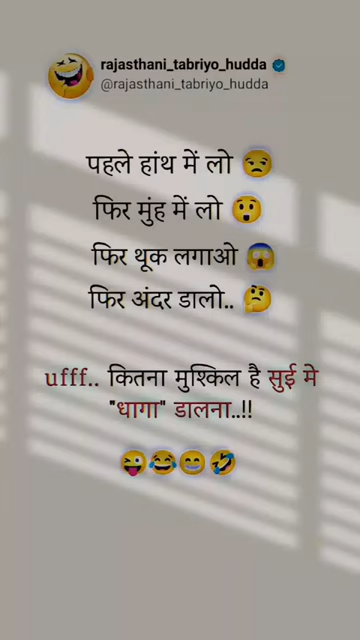 rajasthani_tabriyo_hudda
@rajasthani_tabriyo_hudda
पहले हांथ में लो 😒
फिर मुंह में लो 😲
फिर थूक लगाओ 😱
फिर अंदर डालो.. 🤔
ufff.. कितना मुश्किल है सुई मे
"धागा" डालना..!!
😜😂😁🤣